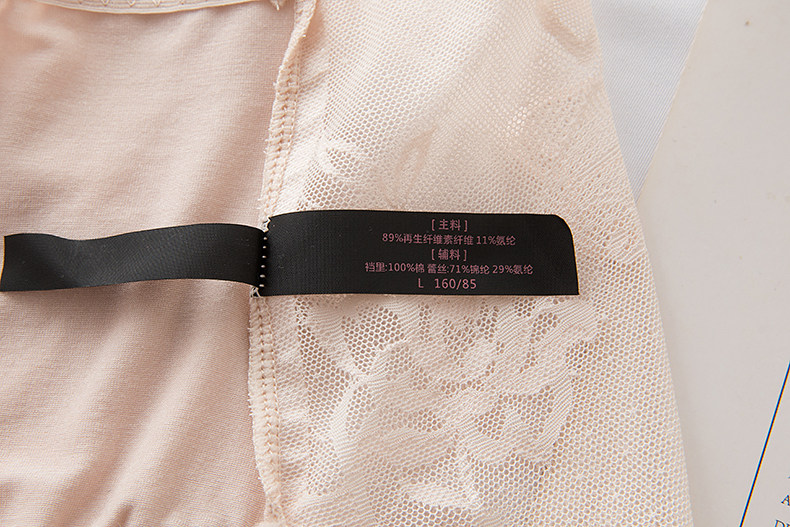 [ 主料 ]
89%再生纤维素纤维 11%氨纶
[ 辅料 ]
裆里:100%棉 蕾丝:71%锦纶 29%氨纶
L 160/85